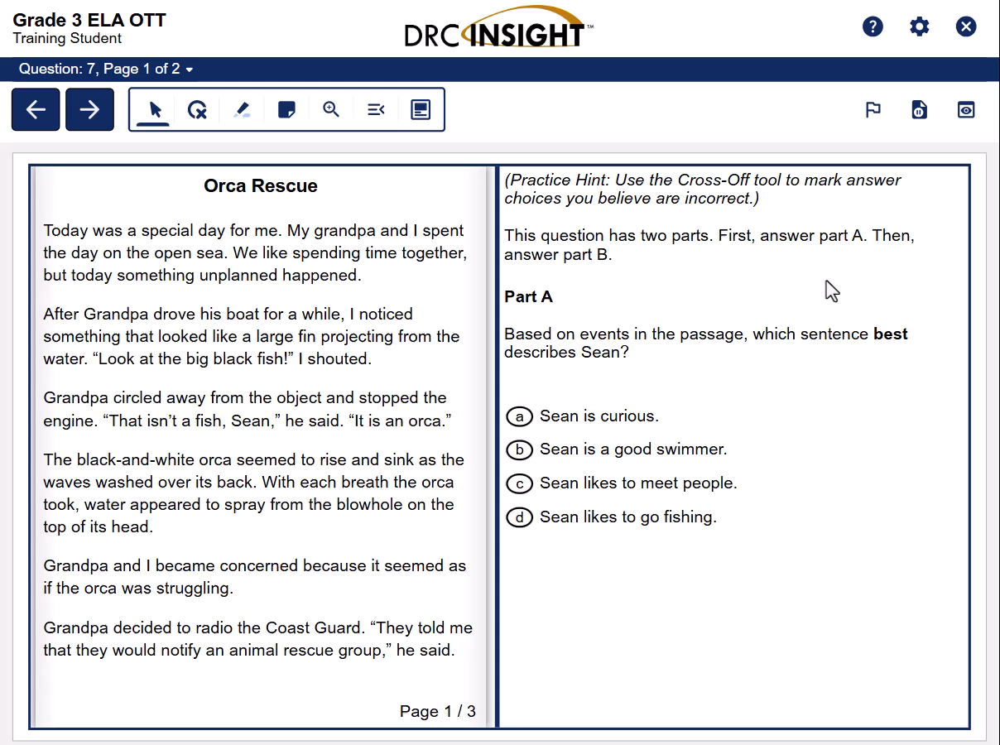 Grade 3 ELA OTT
Training Student
DRC INSIGHT™
Question: 7, Page 1 of 2
Orca Rescue
Today was a special day for me. My grandpa and I spent
the day on the open sea. We like spending time together,
but today something unplanned happened.
After Grandpa drove his boat for a while, I noticed
something that looked like a large fin projecting from the
water. “Look at the big black fish!” I shouted.
Grandpa circled away from the object and stopped the
engine. “That isn’t a fish, Sean,” he said. “It is an orca.”
The black-and-white orca seemed to rise and sink as the
waves washed over its back. With each breath the orca
took, water appeared to spray from the blowhole on the
top of its head.
Grandpa and I became concerned because it seemed as
if the orca was struggling.
Grandpa decided to radio the Coast Guard. “They told me
that they would notify an animal rescue group,” he said.
Page 1 / 3
(Practice Hint: Use the Cross-Off tool to mark answer
choices you believe are incorrect.)
This question has two parts. First, answer part A. Then,
answer part B.
Part A
Based on events in the passage, which sentence best
describes Sean?
a Sean is curious.
b Sean is a good swimmer.
c Sean likes to meet people.
d Sean likes to go fishing.